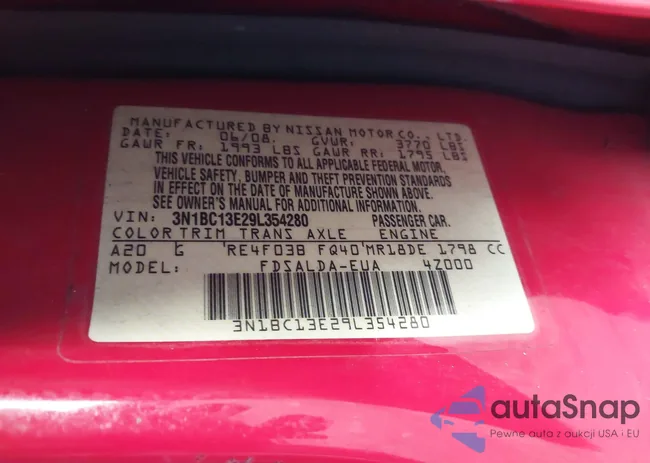 MANUFACTURED BY NISSAN MOTOR CO., LTD.
DATE: 06/08 GVWR: 3770 LBS
GAWR FR: 1993 LBS GAWR RR: 1795 LBS
THIS VEHICLE CONFORMS TO ALL APPLICABLE FEDERAL MOTOR
VEHICLE SAFETY, BUMPER AND THEFT PREVENTION STANDARDS
IN EFFECT ON THE DATE OF MANUFACTURE SHOWN ABOVE.
SEE OWNER'S MANUAL FOR ADDITIONAL INFORMATION
VIN: 3N1BC13E29L354280 PASSENGER CAR.
COLOR TRIM TRANS AXLE ENGINE
A20 G RE4F03B FQ40 MR18DE 1798 CC
MODEL: FDSALDA-EUA 4Z000
3N1BC13E29L354280
autaSnap
Pewne auta z aukcji USA i EU